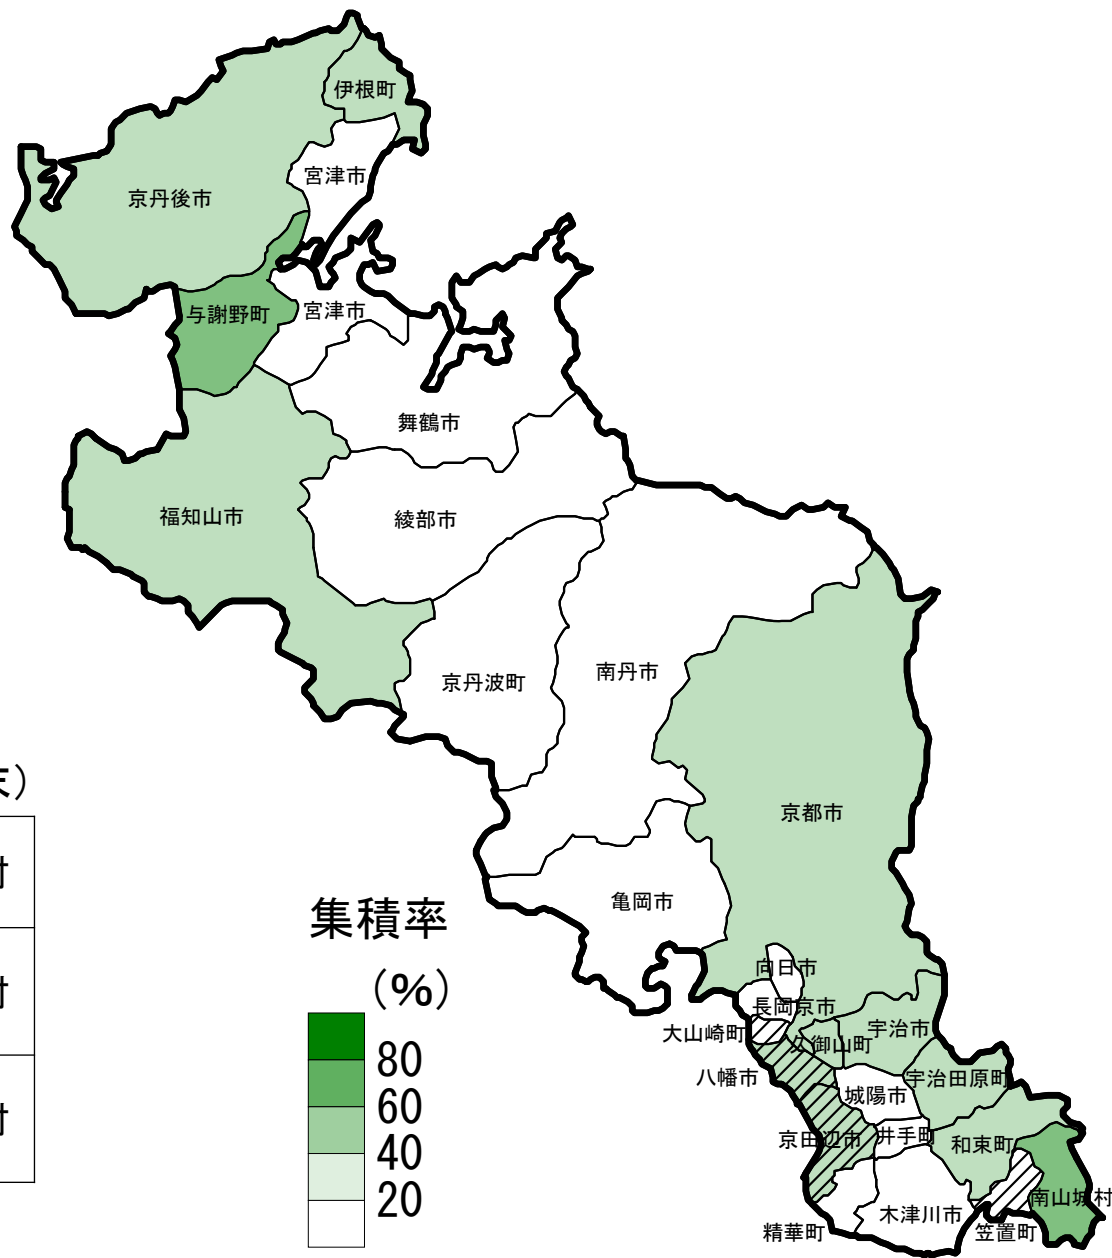 伊根町
宮津市
京丹後市
与謝野町
宮津市
舞鶴市
福知山市
綾部市
京丹波町
南丹市
京都市
末）
村
村
村
亀岡市
集積率
（%）
80
60
40
20
向日市
長岡京市
大山崎町
久御山町
宇治市
八幡市
宇治田原町
城陽市
京田辺市
井手町
和束町
南山城村
木津川市
精華町
笠置町